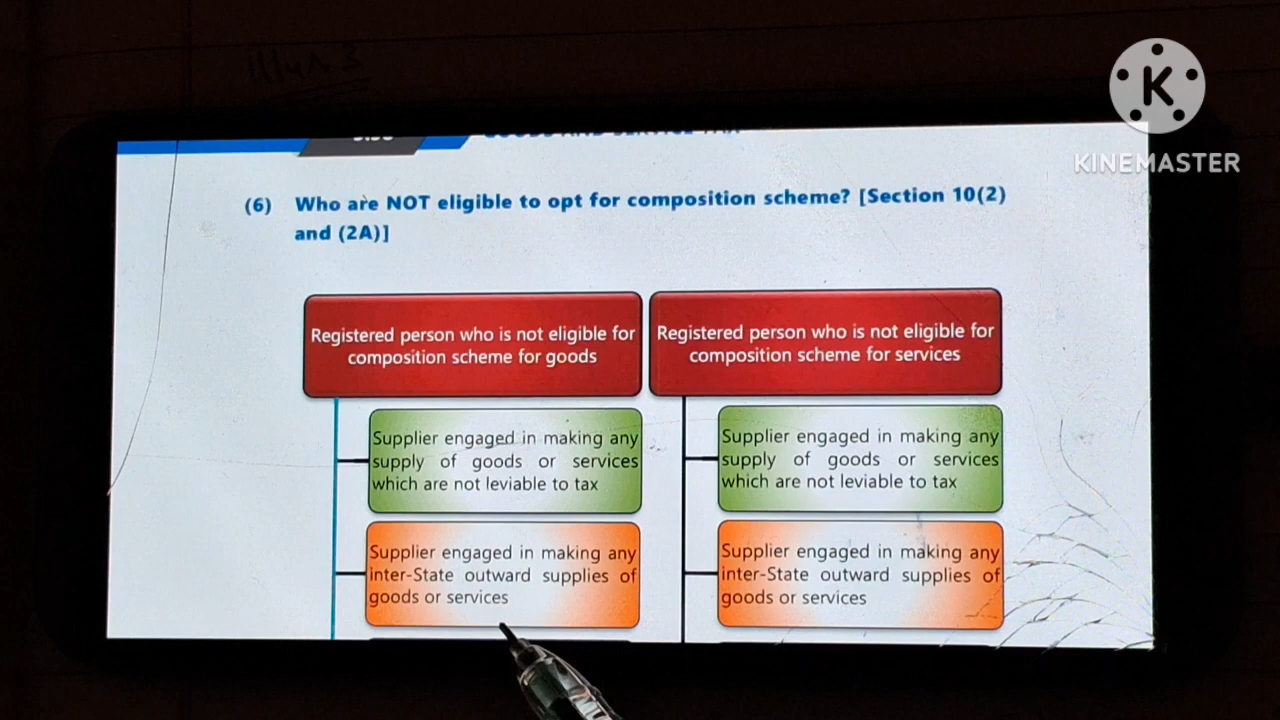 K
KINEMASTER
(6) Who are NOT eligible to opt for composition scheme? [Section 10(2)
and (2A)]
Registered person who is not eligible for
composition scheme for goods
Registered person who is not eligible for
composition scheme for services
Supplier engaged in making any
supply of goods or services
which are not leviable to tax
Supplier engaged in making any
supply of goods or services
which are not leviable to tax
Supplier engaged in making any
inter-State outward supplies of
goods or services
Supplier engaged in making any
inter-State outward supplies of
goods or services